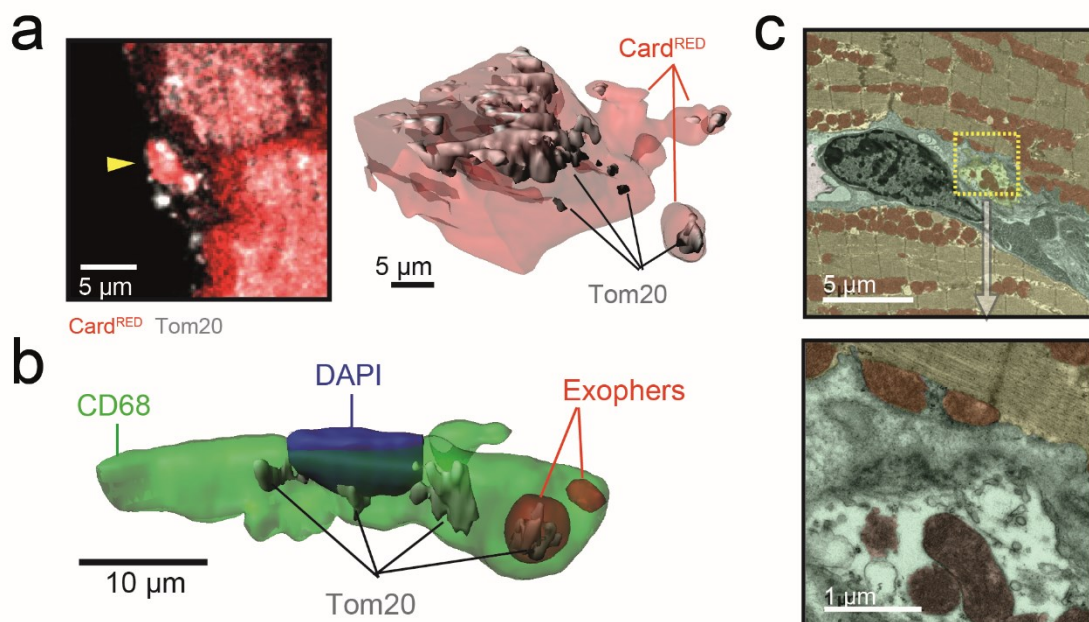 a
Card^RED
5 µm
5 µm
Tom20
Card^RED Tom20
b
DAPI
CD68
Exophers
10 µm
Tom20
c
5 µm
1 µm